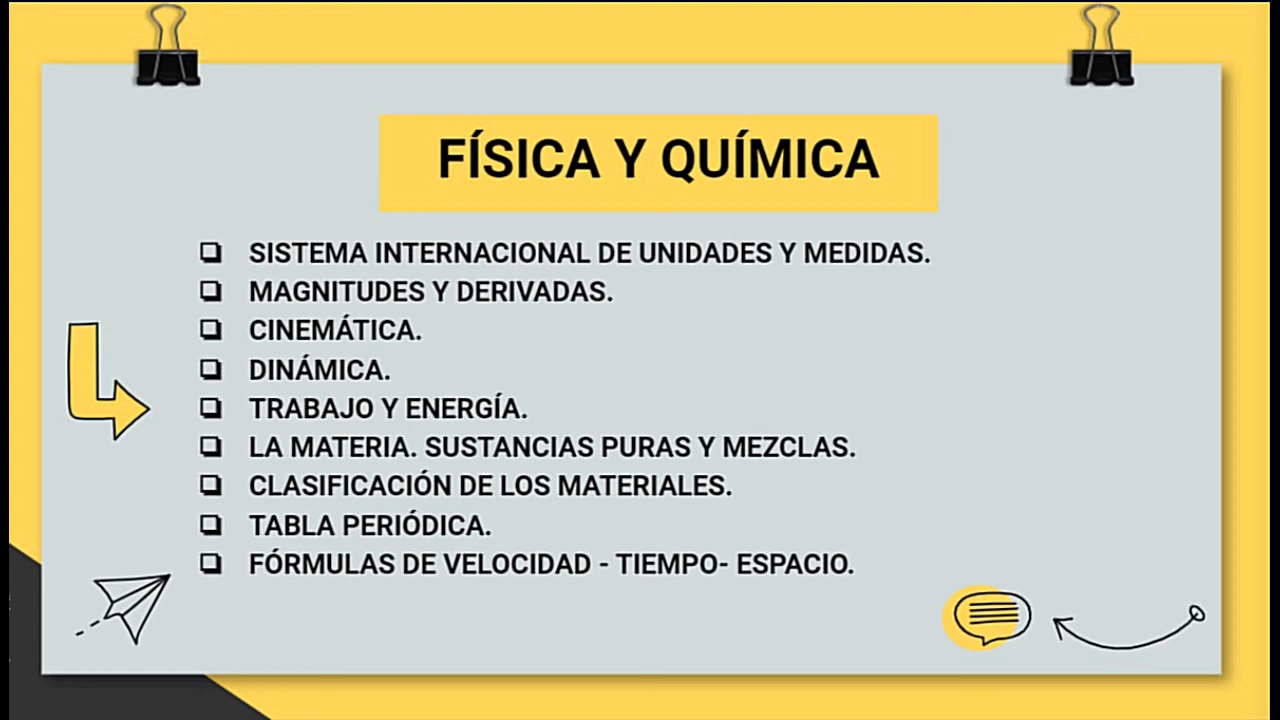 FÍSICA Y QUÍMICA
❏ SISTEMA INTERNACIONAL DE UNIDADES Y MEDIDAS.
❏ MAGNITUDES Y DERIVADAS.
❏ CINEMÁTICA.
❏ DINÁMICA.
❏ TRABAJO Y ENERGÍA.
❏ LA MATERIA. SUSTANCIAS PURAS Y MEZCLAS.
❏ CLASIFICACIÓN DE LOS MATERIALES.
❏ TABLA PERIÓDICA.
❏ FÓRMULAS DE VELOCIDAD - TIEMPO- ESPACIO.